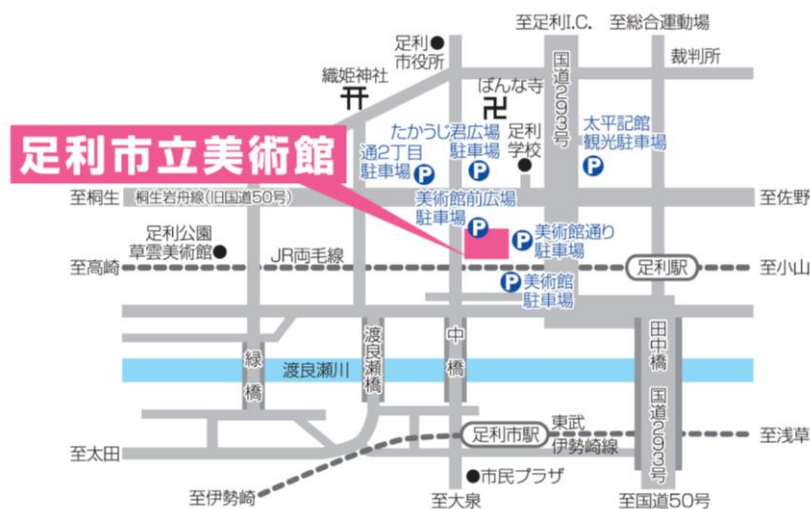 至足利I.C.
至総合運動場
足利
市役所
国道293号
裁判所
織姫神社
ばんな寺
太平記館
観光駐車場
P
たかうじ君広場
駐車場
P
足利
学校
足利市立美術館
通2丁目
駐車場
P
至桐生
桐生岩舟線(旧国道50号)
至佐野
美術館前広場
駐車場
P
足利公園
草雲美術館
P
美術館通り
駐車場
JR両毛線
至高崎
足利駅
至小山
P
美術館
駐車場
緑橋
渡良瀬橋
中橋
田中橋
渡良瀬川
国道293号
足利市駅
東武
伊勢崎線
至浅草
至太田
市民プラザ
至伊勢崎
至大泉
至国道50号